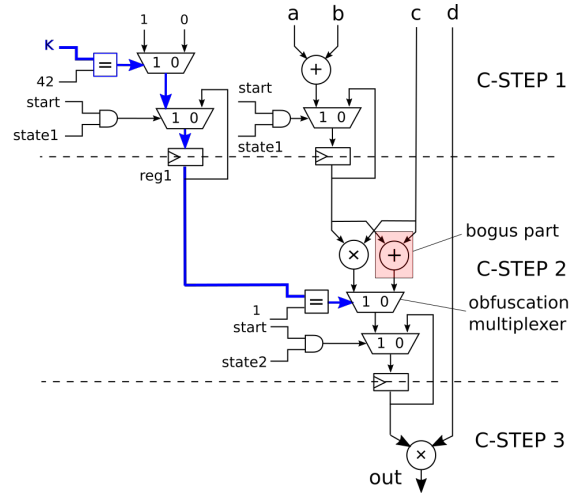 1 0
a b c d
K
=
1 0
42
+
C-STEP 1
start
start
1 0
1 0
state1
state1
reg1
bogus part
×
+
C-STEP 2
=
1 0
obfuscation
multiplexer
1
start
1 0
state2
C-STEP 3
×
out